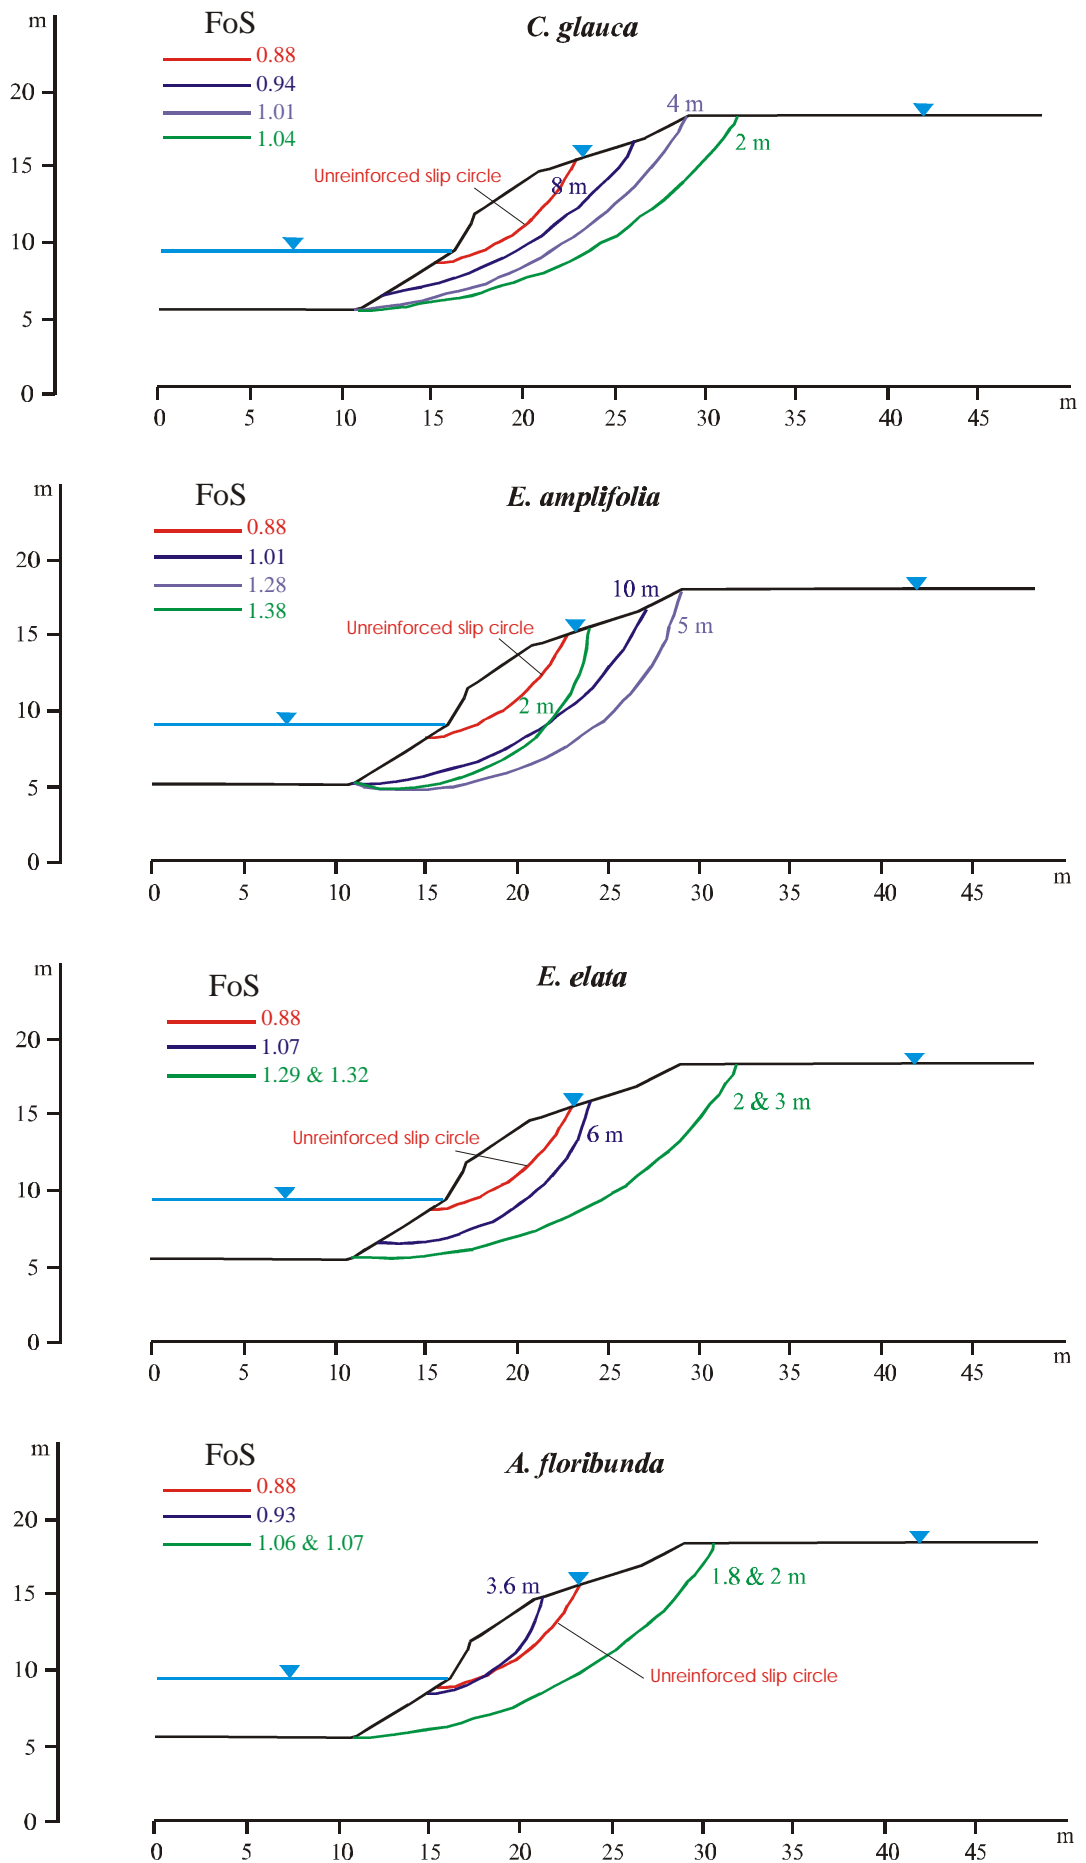 m
FoS
C. glauca
0.88
0.94
1.01
1.04
20
15
10
5
0
4 m
2 m
8 m
Unreinforced slip circle
0 5 10 15 20 25 30 35 40 45
m
m
FoS
E. amplifolia
0.88
1.01
1.28
1.38
20
15
10
5
0
10 m
5 m
2 m
Unreinforced slip circle
0 5 10 15 20 25 30 35 40 45
m
m
FoS
E. elata
0.88
1.07
1.29 & 1.32
20
15
10
5
0
2 & 3 m
6 m
Unreinforced slip circle
0 5 10 15 20 25 30 35 40 45
m
m
FoS
A. floribunda
0.88
0.93
1.06 & 1.07
20
15
10
5
0
3.6 m
1.8 & 2 m
Unreinforced slip circle
0 5 10 15 20 25 30 35 40 45
m